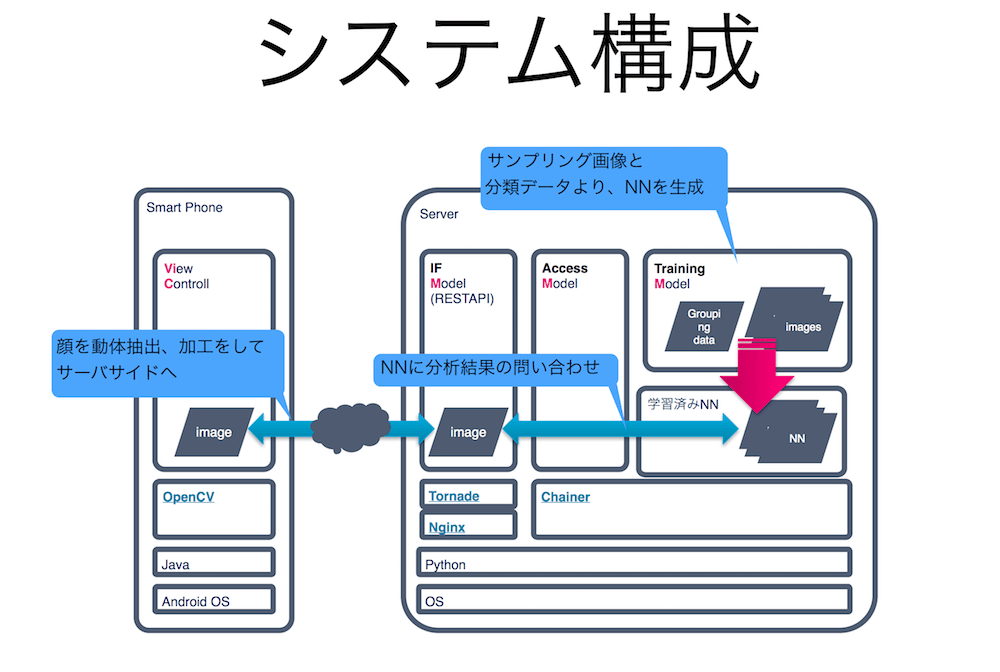 システム構成
サンプリング画像と
分類データより、NNを生成
Smart Phone
View
Controll
顔を動体抽出、加工をして
サーバサイドへ
image
OpenCV
Java
Android OS
Server
IF
Model
(RESTAPI)
Access
Model
Training
Model
Groupi
ng
data
images
NNに分析結果の問い合わせ
image
学習済みNN
NN
Tornade
Nginx
Chainer
Python
OS